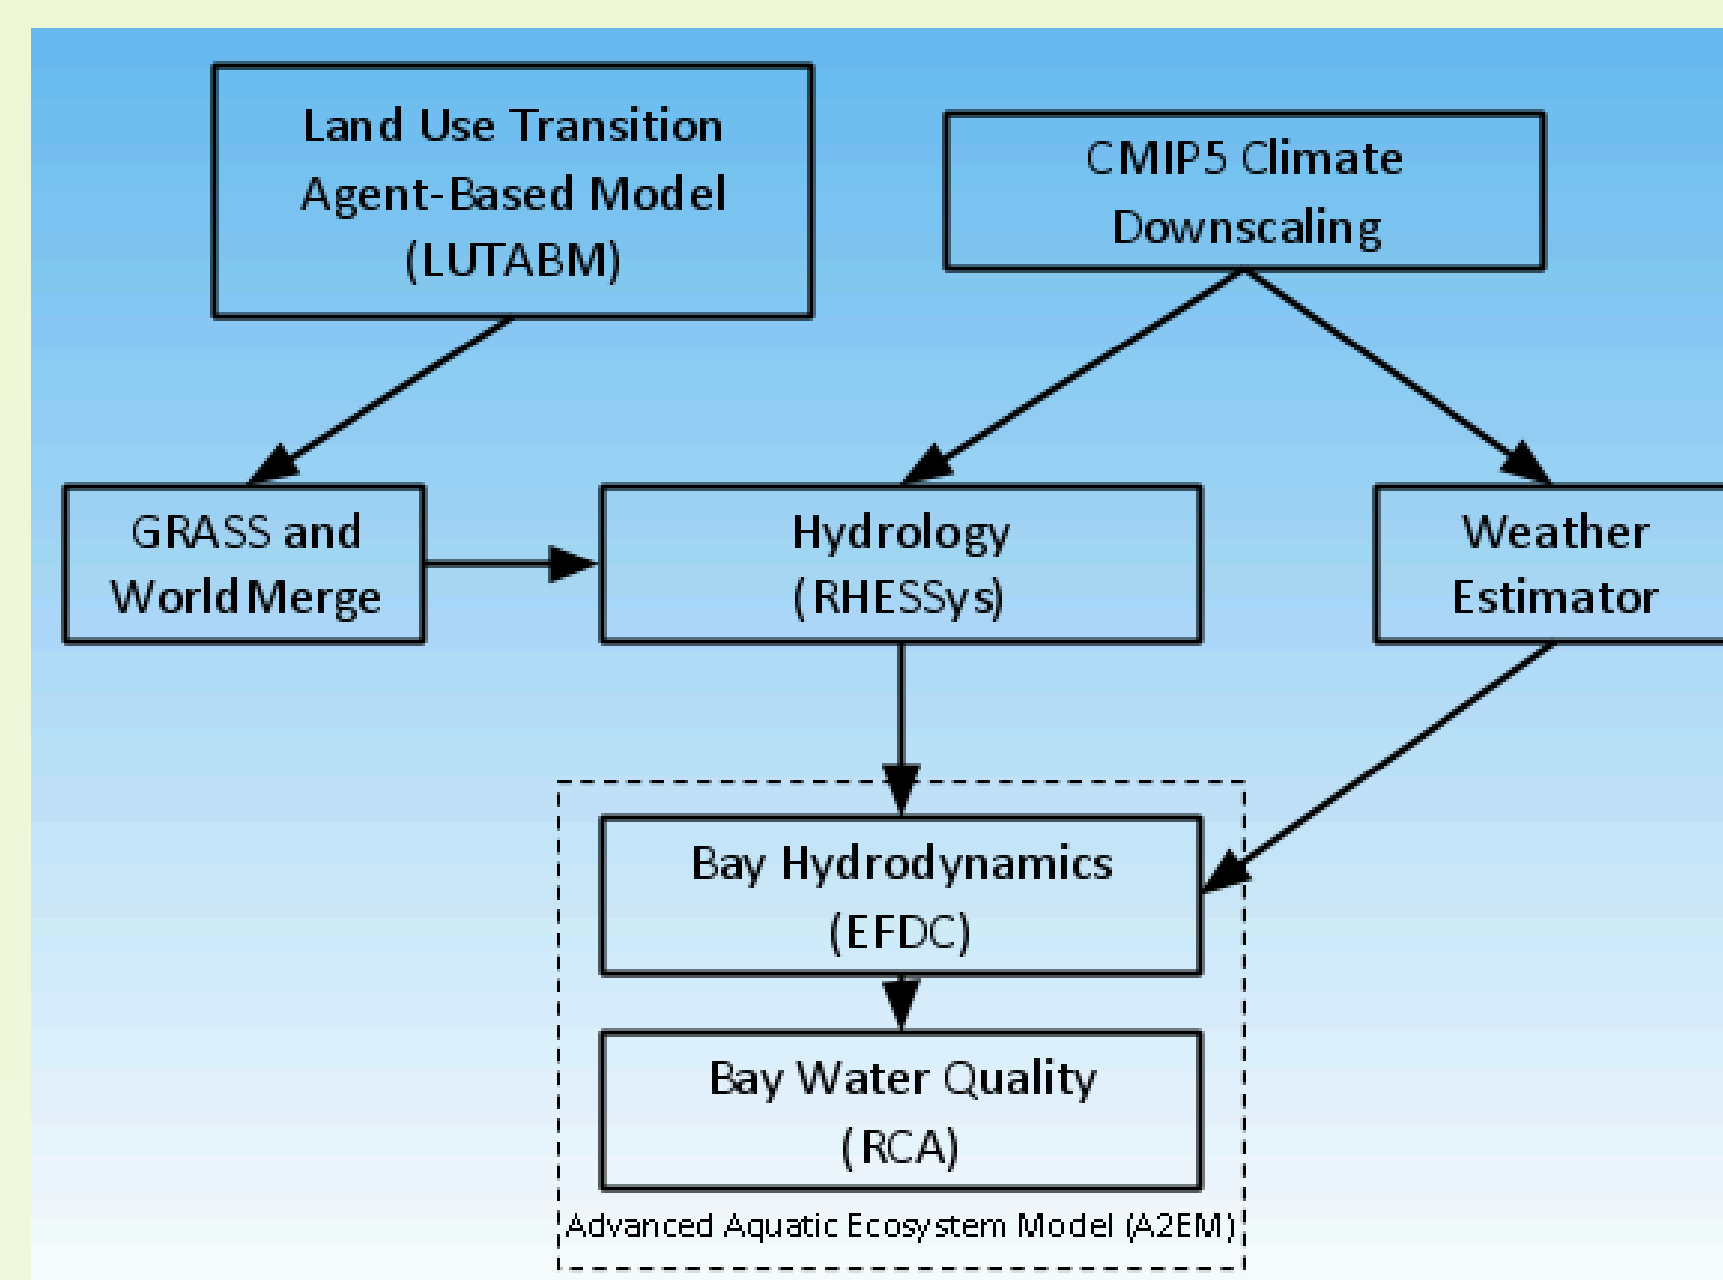 Land Use Transition
Agent-Based Model
(LUTABM)
CMIP5 Climate
Downscaling
GRASS and
World Merge
Hydrology
(RHESSys)
Weather
Estimator
Bay Hydrodynamics
(EFDC)
Bay Water Quality
(RCA)
Advanced Aquatic Ecosystem Model (A2EM)